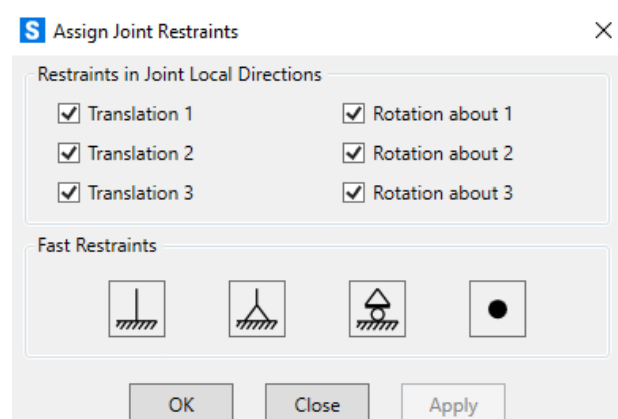 S Assign Joint Restraints
Restraints in Joint Local Directions
Translation 1
Rotation about 1
Translation 2
Rotation about 2
Translation 3
Rotation about 3
Fast Restraints
OK Close Apply